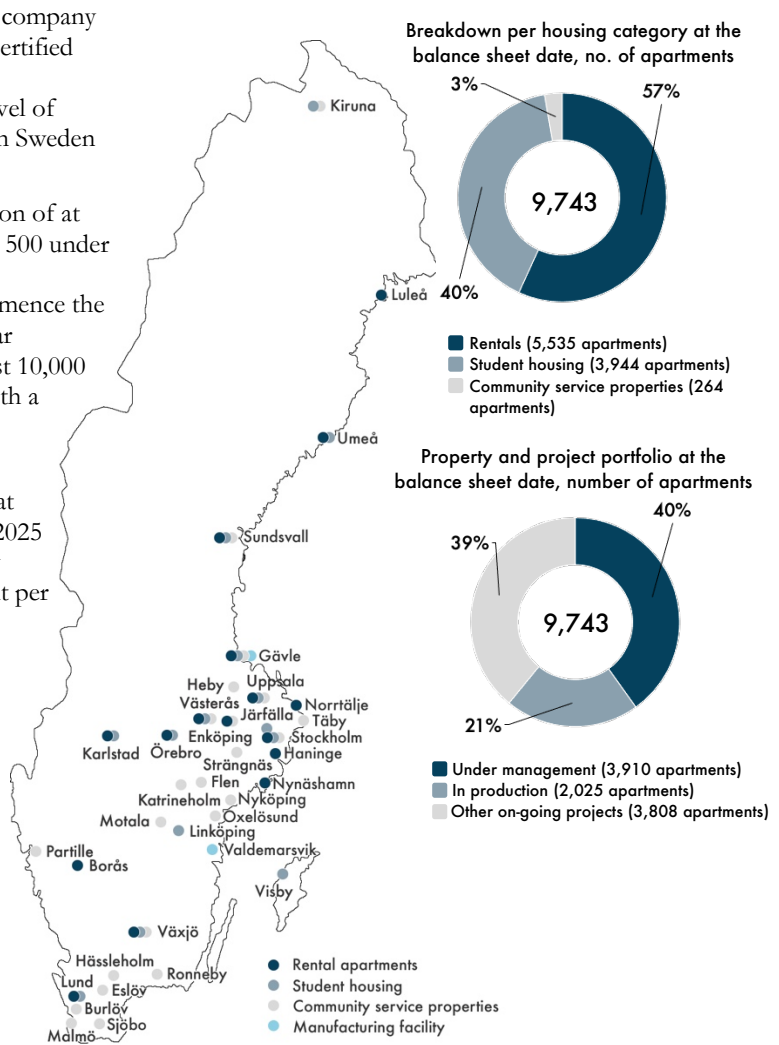 company
ertified
vel of
n Sweden
on of at
500 under
mence the
ar
st 10,000
th a
at
2025
t per
Breakdown per housing category at the
balance sheet date, no. of apartments
3%
57%
9,743
40%
Rentals (5,535 apartments)
Student housing (3,944 apartments)
Community service properties (264
apartments)
Property and project portfolio at the
balance sheet date, number of apartments
40%
39%
9,743
21%
Under management (3,910 apartments)
In production (2,025 apartments)
Other on-going projects (3,808 apartments)
Kiruna
Luleå
Umeå
Sundsvall
Gävle
Heby
Uppsala
Västerås
Norrtälje
Järfälla
Täby
Enköping
Stockholm
Karlstad
Örebro
Haninge
Strängnäs
Flen
Nynäshamn
Katrineholm
Nyköping
Motala
Oxelösund
Linköping
Valdemarsvik
Partille
Borås
Visby
Växjö
Hässleholm
Ronneby
Lund
Eslöv
Burlöv
Malmö
Sjöbo
Rental apartments
Student housing
Community service properties
Manufacturing facility